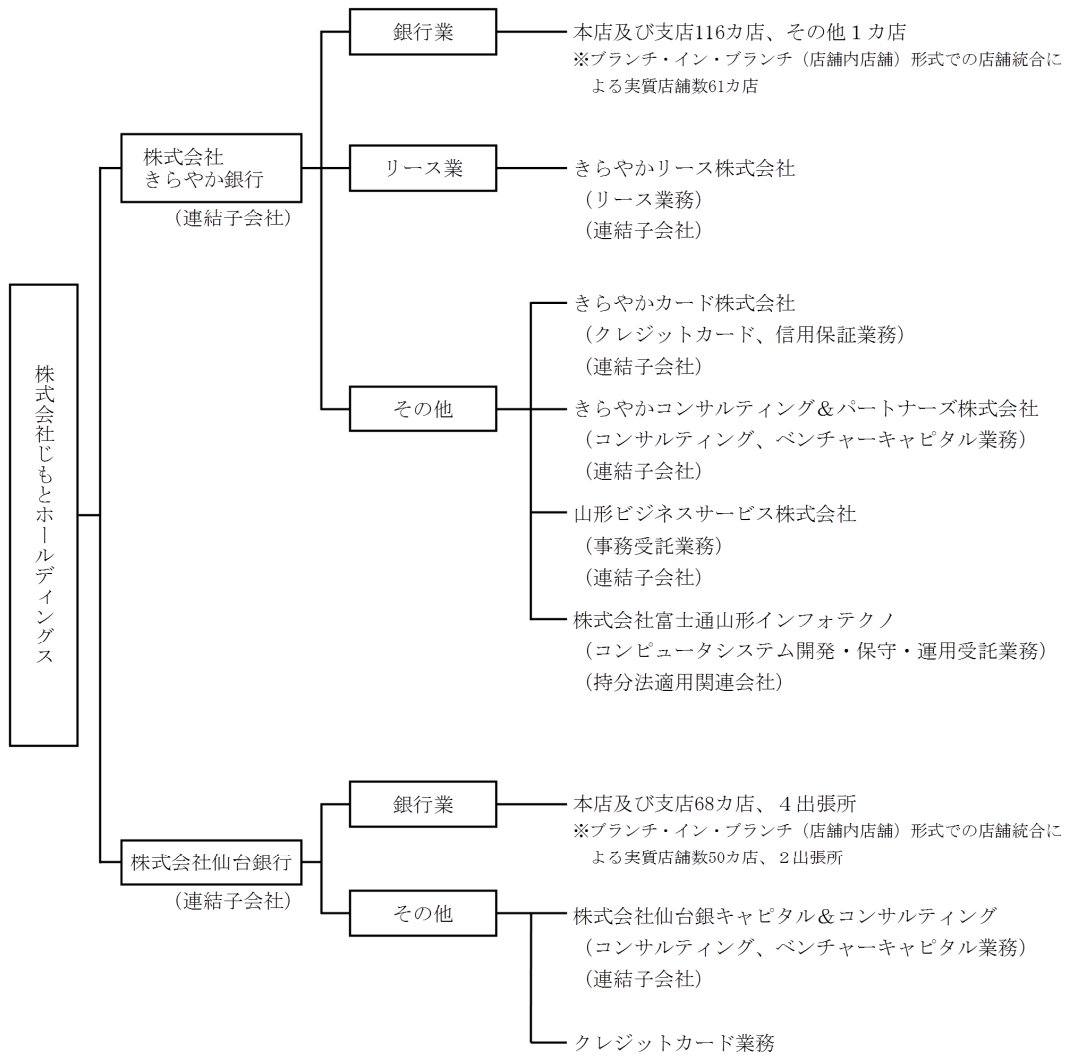 株式会社じもとホールディングス
株式会社
きらやか銀行
（連結子会社）
銀行業
本店及び支店116カ店、その他１カ店
※ブランチ・イン・ブランチ（店舗内店舗）形式での店舗統合に
よる実質店舗数61カ店
リース業
きらやかリース株式会社
（リース業務）
（連結子会社）
その他
きらやかカード株式会社
（クレジットカード、信用保証業務）
（連結子会社）
きらやかコンサルティング＆パートナーズ株式会社
（コンサルティング、ベンチャーキャピタル業務）
（連結子会社）
山形ビジネスサービス株式会社
（事務受託業務）
（連結子会社）
株式会社富士通山形インフォテクノ
（コンピュータシステム開発・保守・運用受託業務）
（持分法適用関連会社）
株式会社仙台銀行
（連結子会社）
銀行業
本店及び支店68カ店、４出張所
※ブランチ・イン・ブランチ（店舗内店舗）形式での店舗統合に
よる実質店舗数50カ店、２出張所
その他
株式会社仙台銀キャピタル＆コンサルティング
（コンサルティング、ベンチャーキャピタル業務）
（連結子会社）
クレジットカード業務